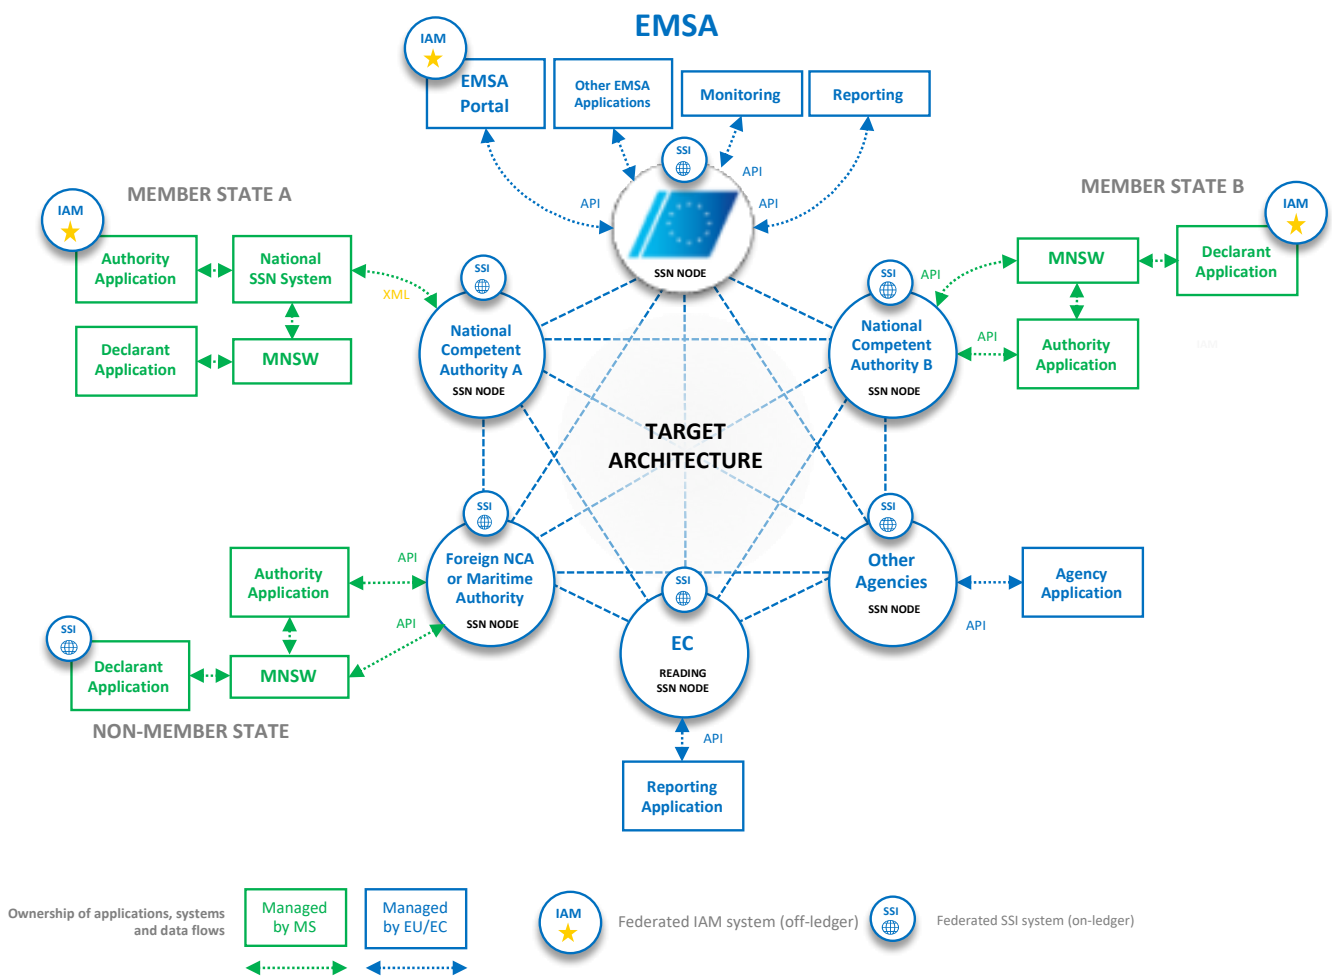 EMSA
IAM
EMSA
Portal
Other EMSA
Applications
Monitoring
Reporting
SSI
API
API
API
SSN NODE
MEMBER STATE A
IAM
Authority
Application
National
SSN System
XML
Declarant
Application
MNSW
SSI
National
Competent
Authority A
SSN NODE
MEMBER STATE B
IAM
MNSW
Declarant
Application
API
API
Authority
Application
IAM
SSI
National
Competent
Authority B
SSN NODE
TARGET
ARCHITECTURE
SSI
Foreign NCA
or Maritime
Authority
SSN NODE
Authority
Application
API
API
SSI
Declarant
Application
MNSW
NON-MEMBER STATE
SSI
EC
READING
SSN NODE
API
Reporting
Application
SSI
Other
Agencies
SSN NODE
API
Agency
Application
Ownership of applications, systems
and data flows
Managed
by MS
Managed
by EU/EC
IAM
Federated IAM system (off-ledger)
SSI
Federated SSI system (on-ledger)